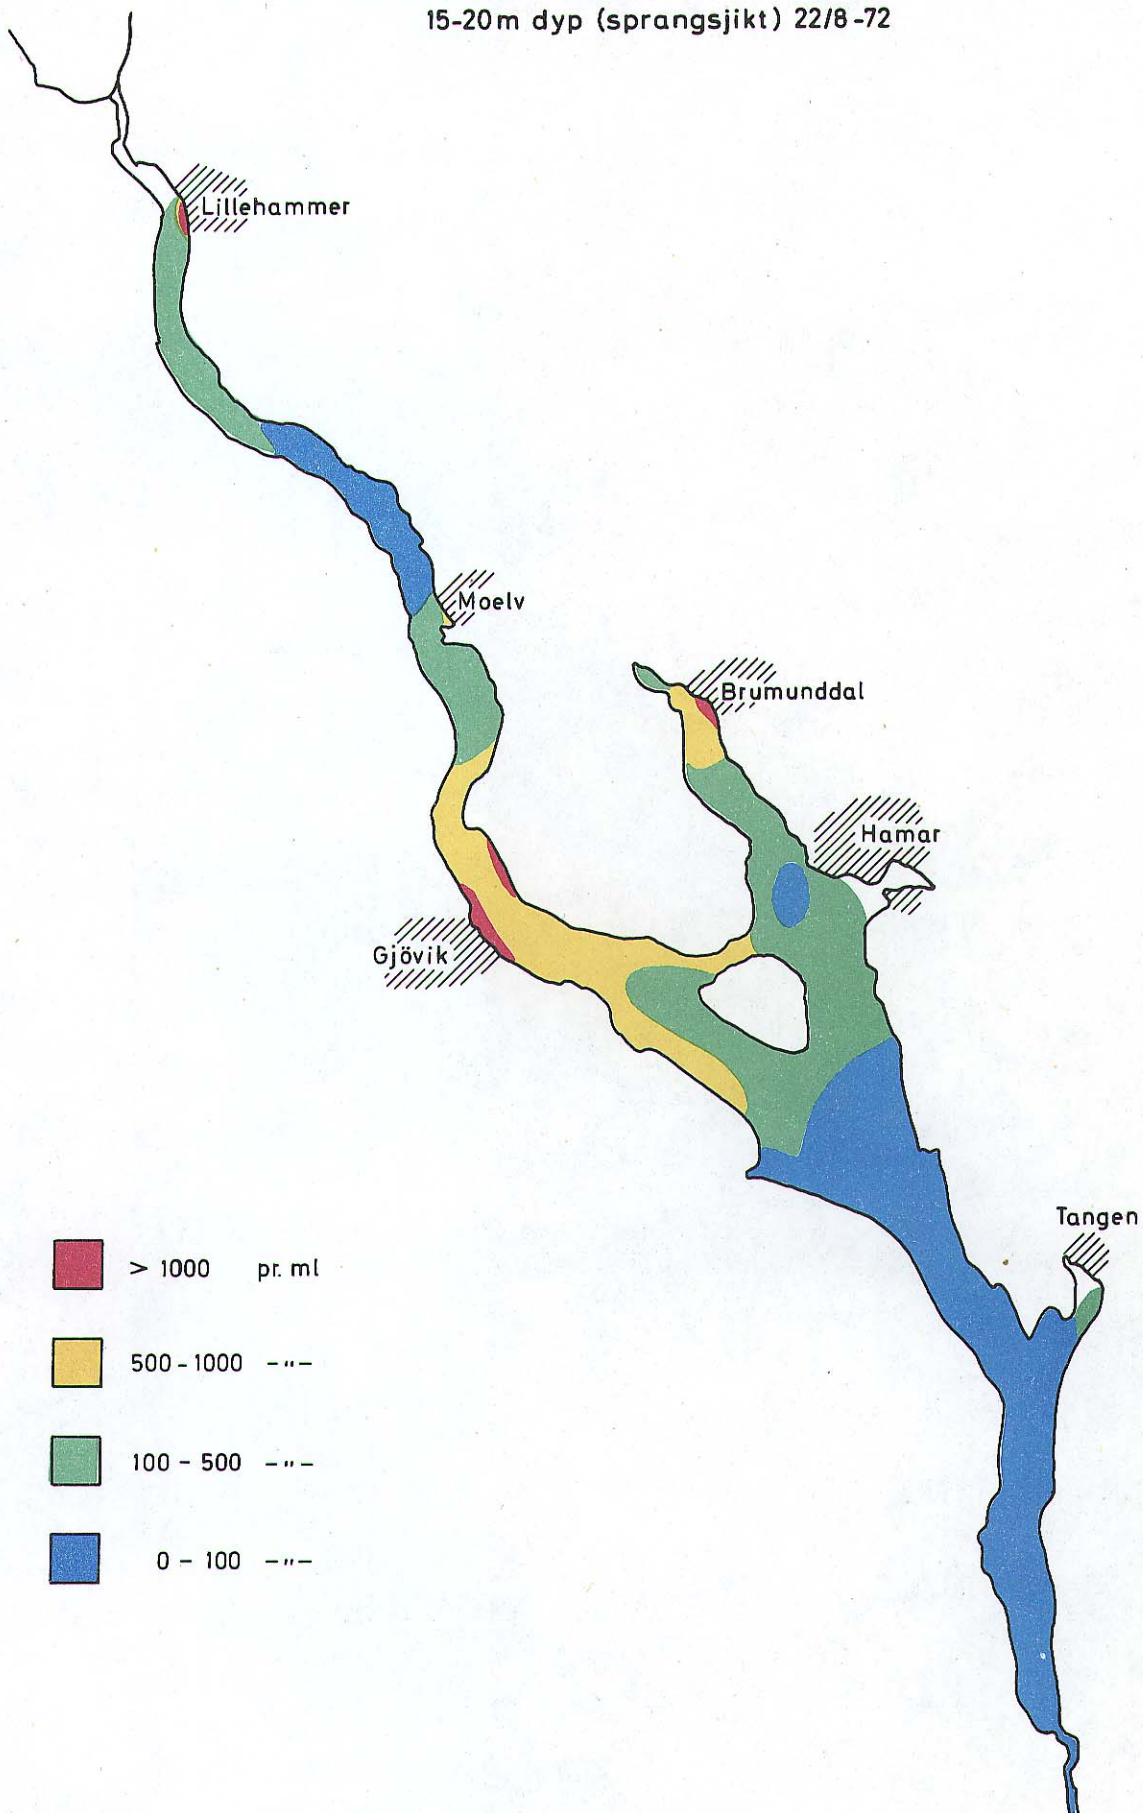 15-20m dyp (sprangsjikt) 22/8-72
Lillehammer
Moelv
Brumunddal
Hamar
Gjövik
Tangen
> 1000 pr. ml
500-1000 -"-
100-500 -"-
0-100 -"-